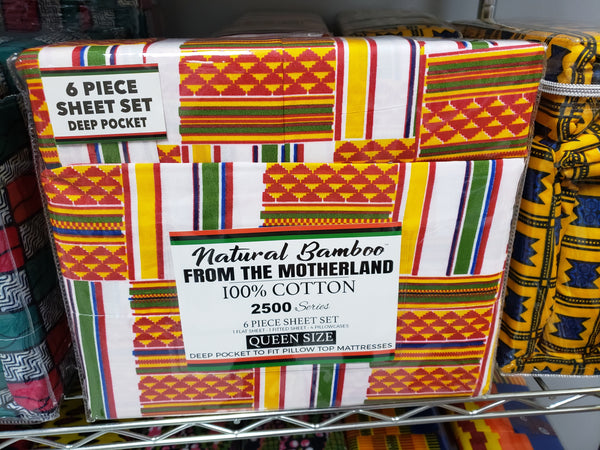 6 PIECE
SHEET SET
DEEP POCKET
Natural Bamboo™
FROM THE MOTHERLAND
100% COTTON
2500 Series
6 PIECE SHEET SET
1 FLAT SHEET • 1 FITTED SHEET • 4 PILLOWCASES
QUEEN SIZE
DEEP POCKET TO FIT PILLOW TOP MATTRESSES